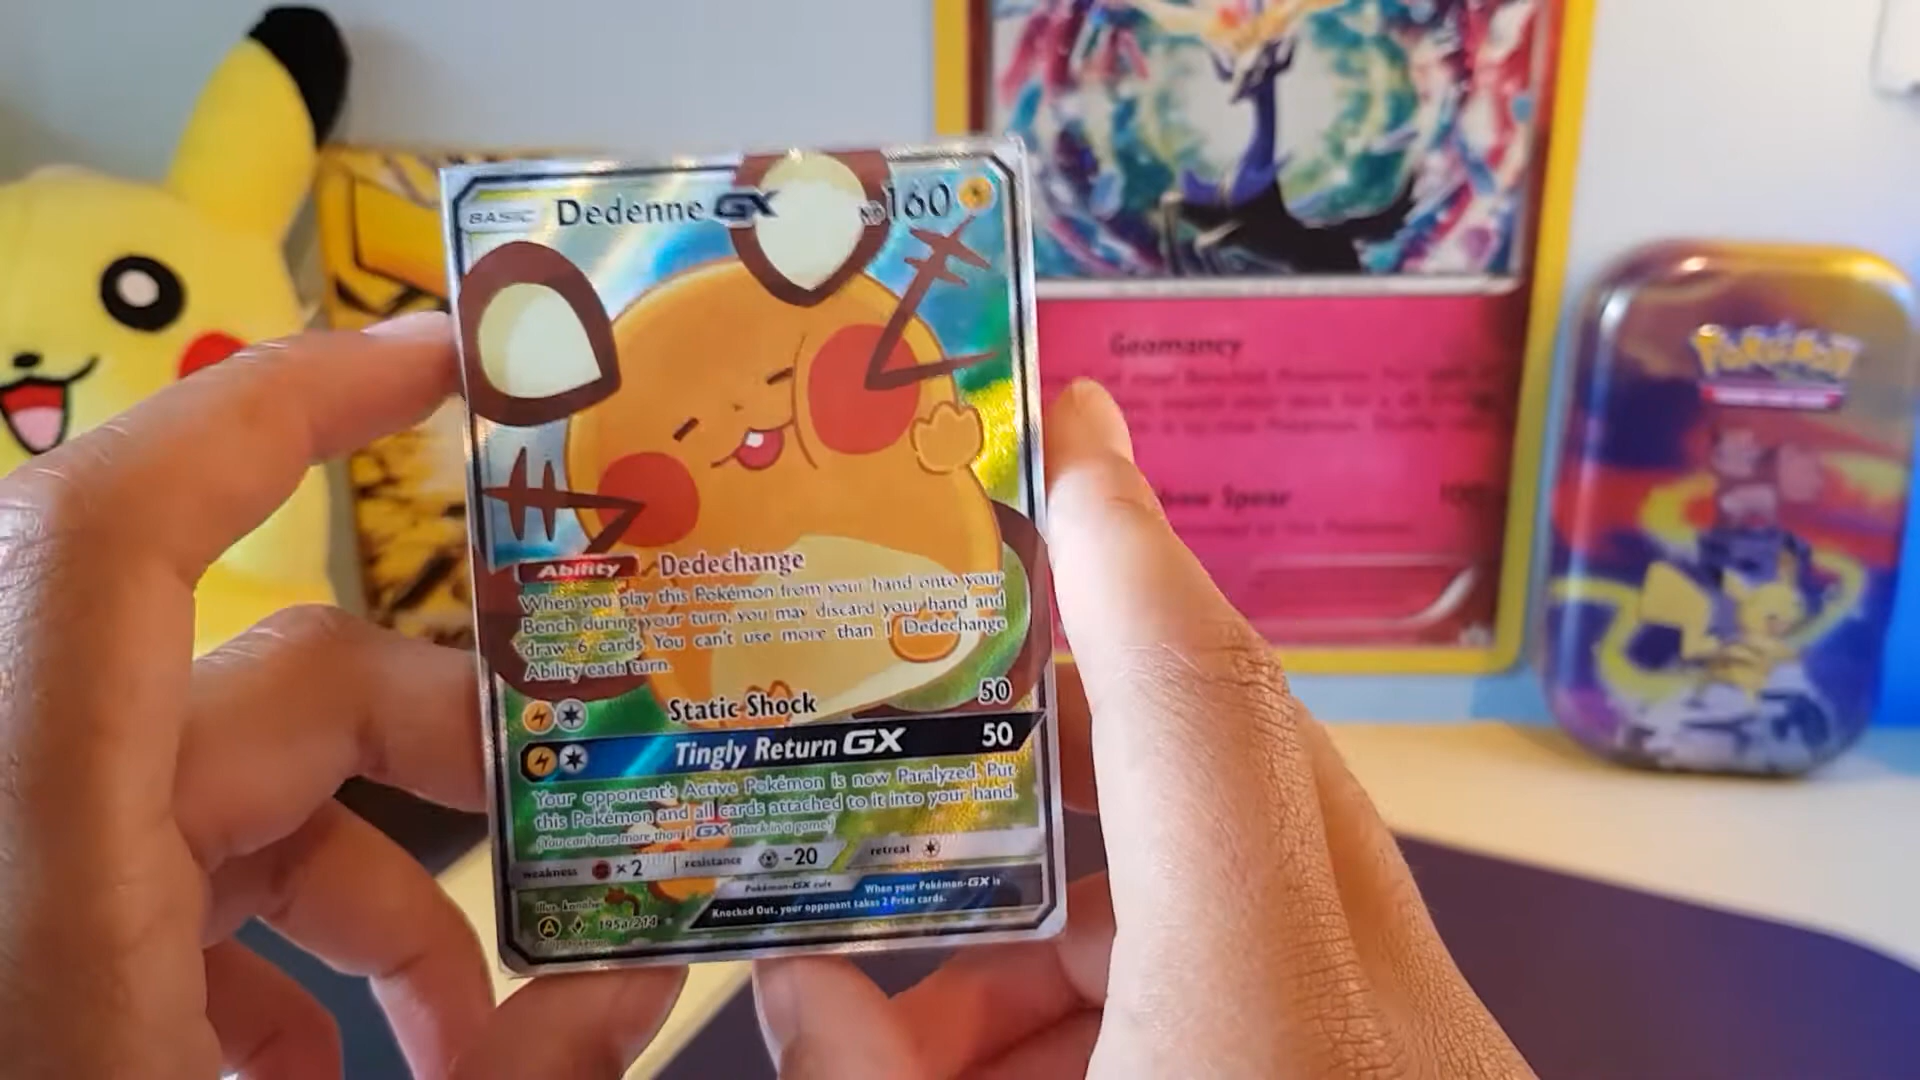 BASIC Dedenne GX HP 160
Ability Dedechange
When you play this Pokémon from your hand onto your
Bench during your turn, you may discard your hand and
draw 6 cards. You can't use more than 1 Dedechange
Ability each turn.
Static Shock 50
Tingly Return GX 50
Your opponent's Active Pokémon is now Paralyzed. Put
this Pokémon and all cards attached to it into your hand.
(You can't use more than 1 GX attack in a game.)
weakness ×2 resistance -20 retreat
Pokémon-GX rule When your Pokémon-GX is
Knocked Out, your opponent takes 2 Prize cards.
Illus. kanahei
A 195a/214
Geomancy
Spear
POKéMON